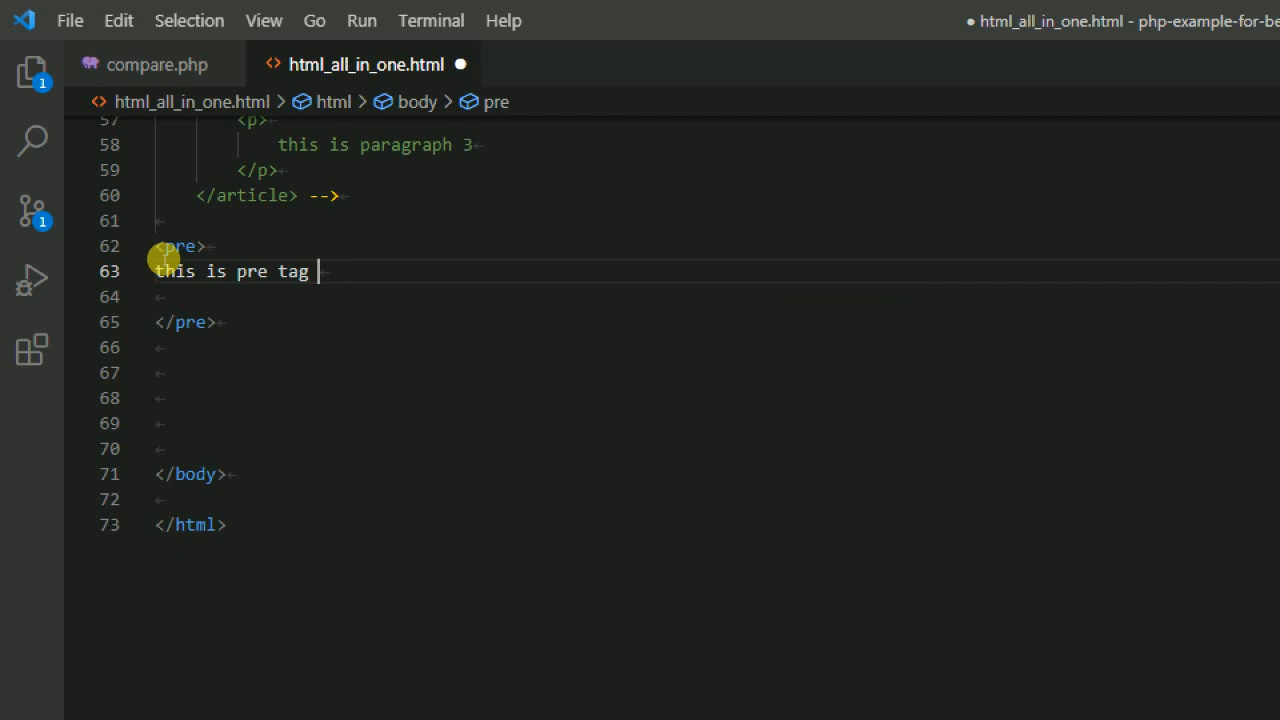 File Edit Selection View Go Run Terminal Help ● html_all_in_one.html - php-example-for-be
compare.php <> html_all_in_one.html ●
<> html_all_in_one.html > html > body > pre
57 <p>
58 this is paragraph 3
59 </p>
60 </article> -->
61
62 <pre>
63 this is pre tag
64
65 </pre>
66
67
68
69
70
71 </body>
72
73 </html>
1
1